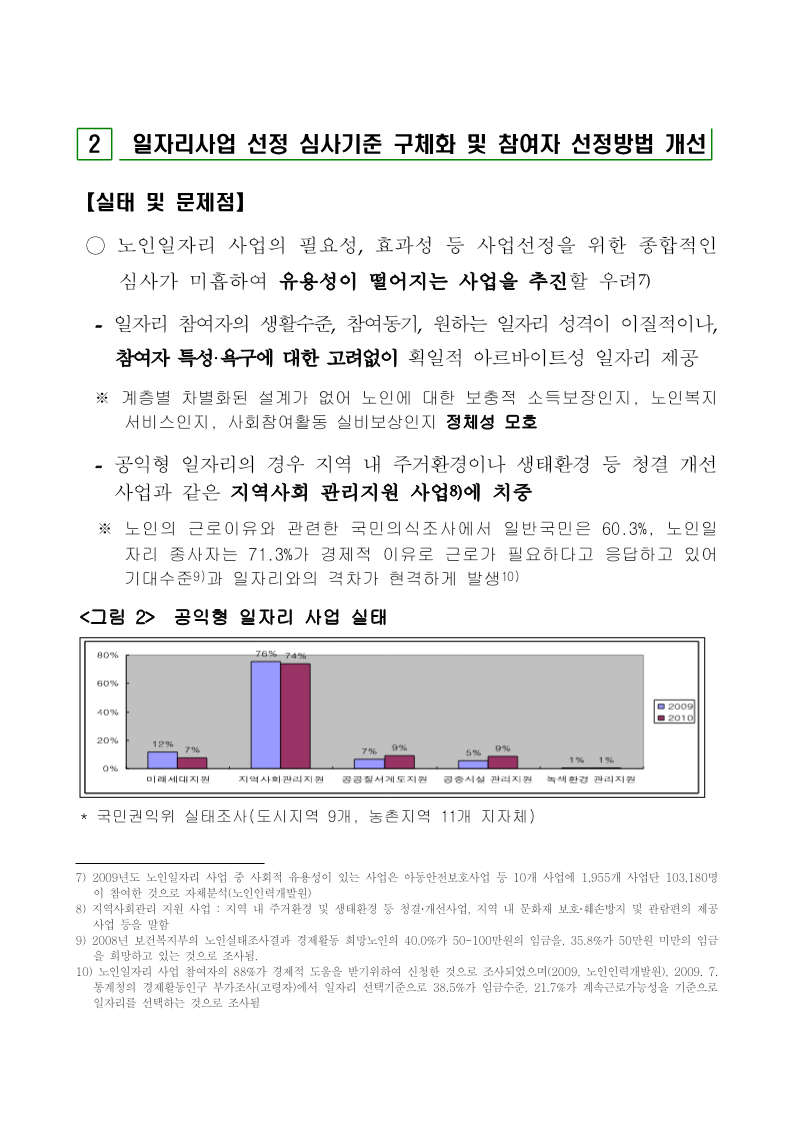 2 일자리사업 선정 심사기준 구체화 및 참여자 선정방법 개선
【실태 및 문제점】
○ 노인일자리 사업의 필요성, 효과성 등 사업선정을 위한 종합적인
심사가 미흡하여 유용성이 떨어지는 사업을 추진할 우려7)
- 일자리 참여자의 생활수준, 참여동기, 원하는 일자리 성격이 이질적이나,
참여자 특성·욕구에 대한 고려없이 획일적 아르바이트성 일자리 제공
※ 계층별 차별화된 설계가 없어 노인에 대한 보충적 소득보장인지, 노인복지
서비스인지, 사회참여활동 실비보상인지 정체성 모호
- 공익형 일자리의 경우 지역 내 주거환경이나 생태환경 등 청결 개선
사업과 같은 지역사회 관리지원 사업8)에 치중
※ 노인의 근로이유와 관련한 국민의식조사에서 일반국민은 60.3%, 노인일
자리 종사자는 71.3%가 경제적 이유로 근로가 필요하다고 응답하고 있어
기대수준9)과 일자리와의 격차가 현격하게 발생10)
<그림 2> 공익형 일자리 사업 실태
80%
60%
40%
20%
0%
12% 7%
76% 74%
7% 9%
5% 9%
1% 1%
미래세대지원 지역사회관리지원 공공질서계도지원 공중시설 관리지원 녹색환경 관리지원
2009
2010
* 국민권익위 실태조사(도시지역 9개, 농촌지역 11개 지자체)
7) 2009년도 노인일자리 사업 중 사회적 유용성이 있는 사업은 아동안전보호사업 등 10개 사업에 1,955개 사업단 103,180명
이 참여한 것으로 자체분석(노인인력개발원)
8) 지역사회관리 지원 사업 : 지역 내 주거환경 및 생태환경 등 청결·개선사업, 지역 내 문화재 보호·훼손방지 및 관람편의 제공
사업 등을 말함
9) 2008년 보건복지부의 노인실태조사결과 경제활동 희망노인의 40.0%가 50-100만원의 임금을, 35.8%가 50만원 미만의 임금
을 희망하고 있는 것으로 조사됨.
10) 노인일자리 사업 참여자의 88%가 경제적 도움을 받기위하여 신청한 것으로 조사되었으며(2009, 노인인력개발원), 2009. 7.
통계청의 경제활동인구 부가조사(고령자)에서 일자리 선택기준으로 38.5%가 임금수준, 21.7%가 계속근로가능성을 기준으로
일자리를 선택하는 것으로 조사됨